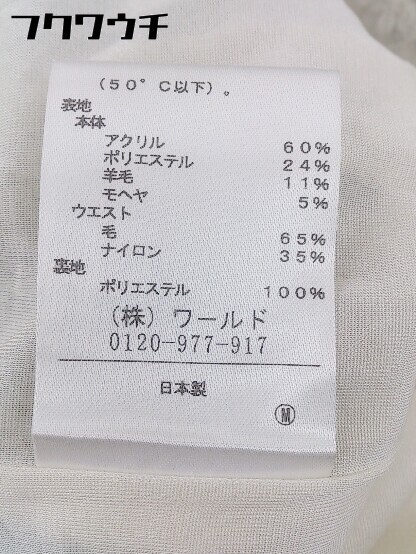 フクワウチ
（５０°Ｃ以下）。
表地
本体
アクリル ６０％
ポリエステル ２４％
羊毛 １１％
モヘヤ ５％
ウエスト
毛 ６５％
ナイロン ３５％
裏地
ポリエステル １００％
（株）ワールド
0120-977-917
日本製
Ⓜ